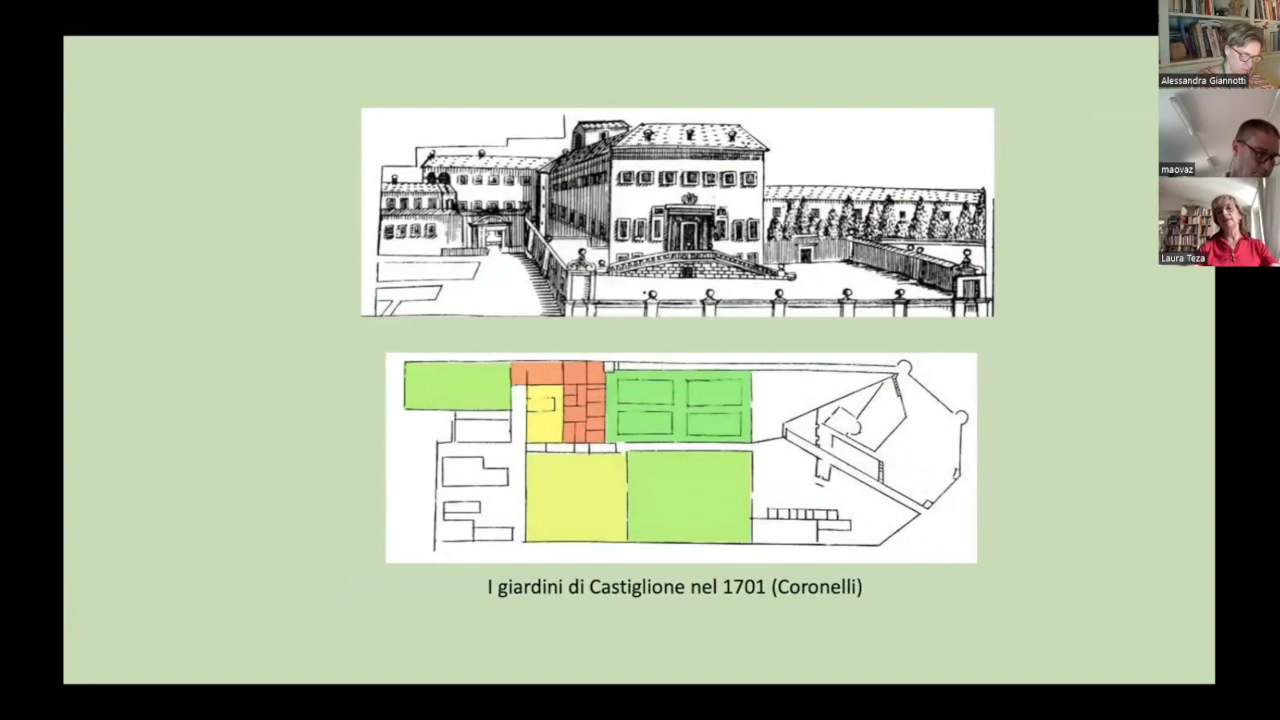 Alessandra Giannotti
maovaz
Laura Teza
I giardini di Castiglione nel 1701 (Coronelli)